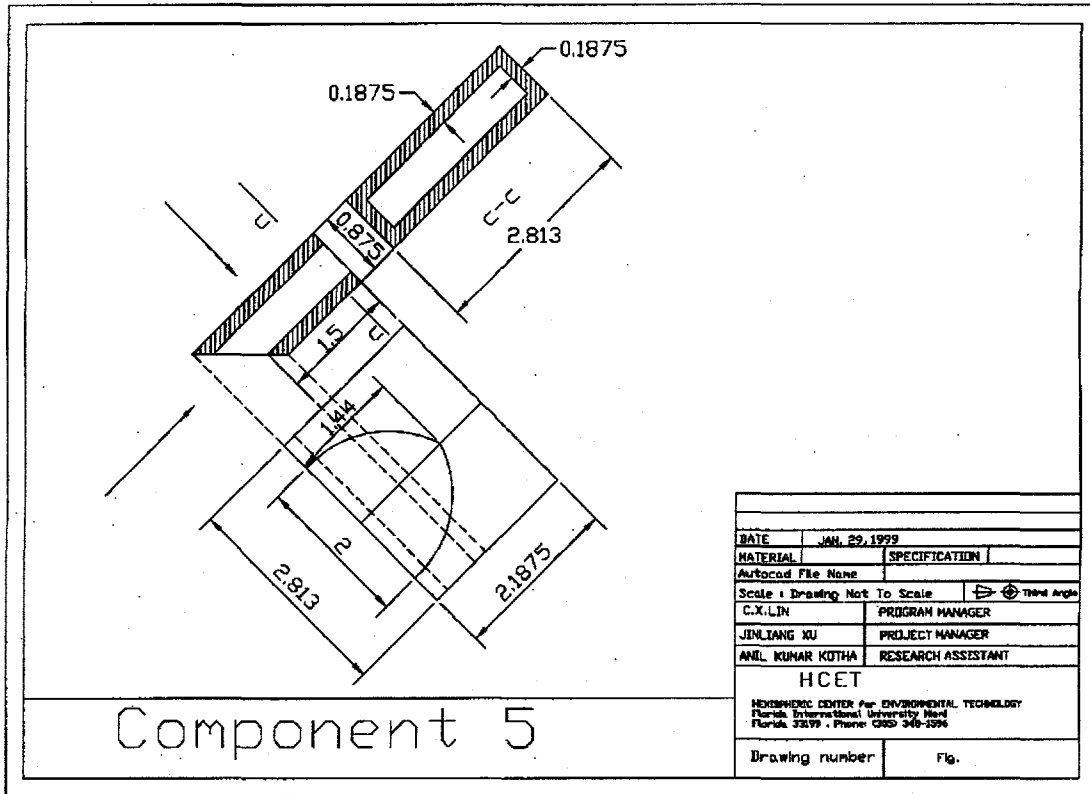 0.1875
0.1875
C
0.875
C-C
2.813
1.5
C
1.44
2
2.813
2.1875
DATE JAN. 29, 1999
MATERIAL SPECIFICATION
Autocad File Name
Scale : Drawing Not To Scale Third Angle
C.X.LIN PROGRAM MANAGER
JINLIANG XU PROJECT MANAGER
ANIL KUMAR KOTHA RESEARCH ASSISTANT
HCET
HEMISPHERIC CENTER for ENVIRONMENTAL TECHNOLOGY
Florida International University
Florida 33199 . Phone:
Drawing number Fig.
Component 5